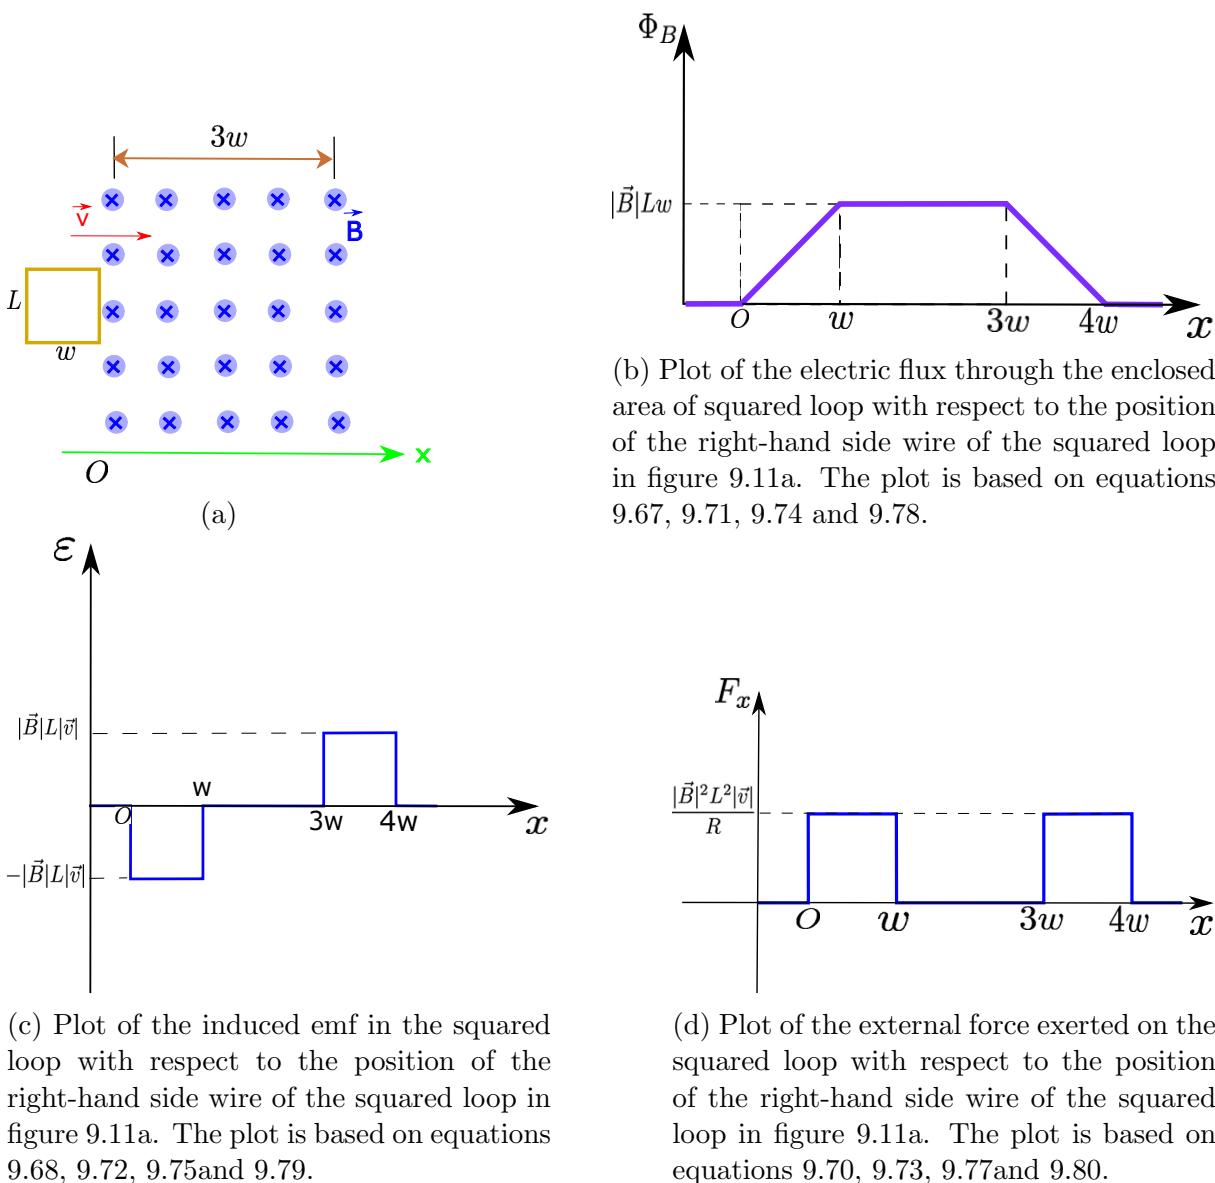 3w
v⃗
B⃗
L
w
O
x
(a)
Φ_B
|B⃗|Lw
O
w
3w
4w
x
(b) Plot of the electric flux through the enclosed
area of squared loop with respect to the position
of the right-hand side wire of the squared loop
in figure 9.11a. The plot is based on equations
9.67, 9.71, 9.74 and 9.78.
ε
|B⃗|L|v⃗|
w
O
3w
4w
x
−|B⃗|L|v⃗|
(c) Plot of the induced emf in the squared
loop with respect to the position of the
right-hand side wire of the squared loop in
figure 9.11a. The plot is based on equations
9.68, 9.72, 9.75and 9.79.
F_x
|B⃗|²L²|v⃗|
R
O
w
3w
4w
x
(d) Plot of the external force exerted on the
squared loop with respect to the position
of the right-hand side wire of the squared
loop in figure 9.11a. The plot is based on
equations 9.70, 9.73, 9.77and 9.80.